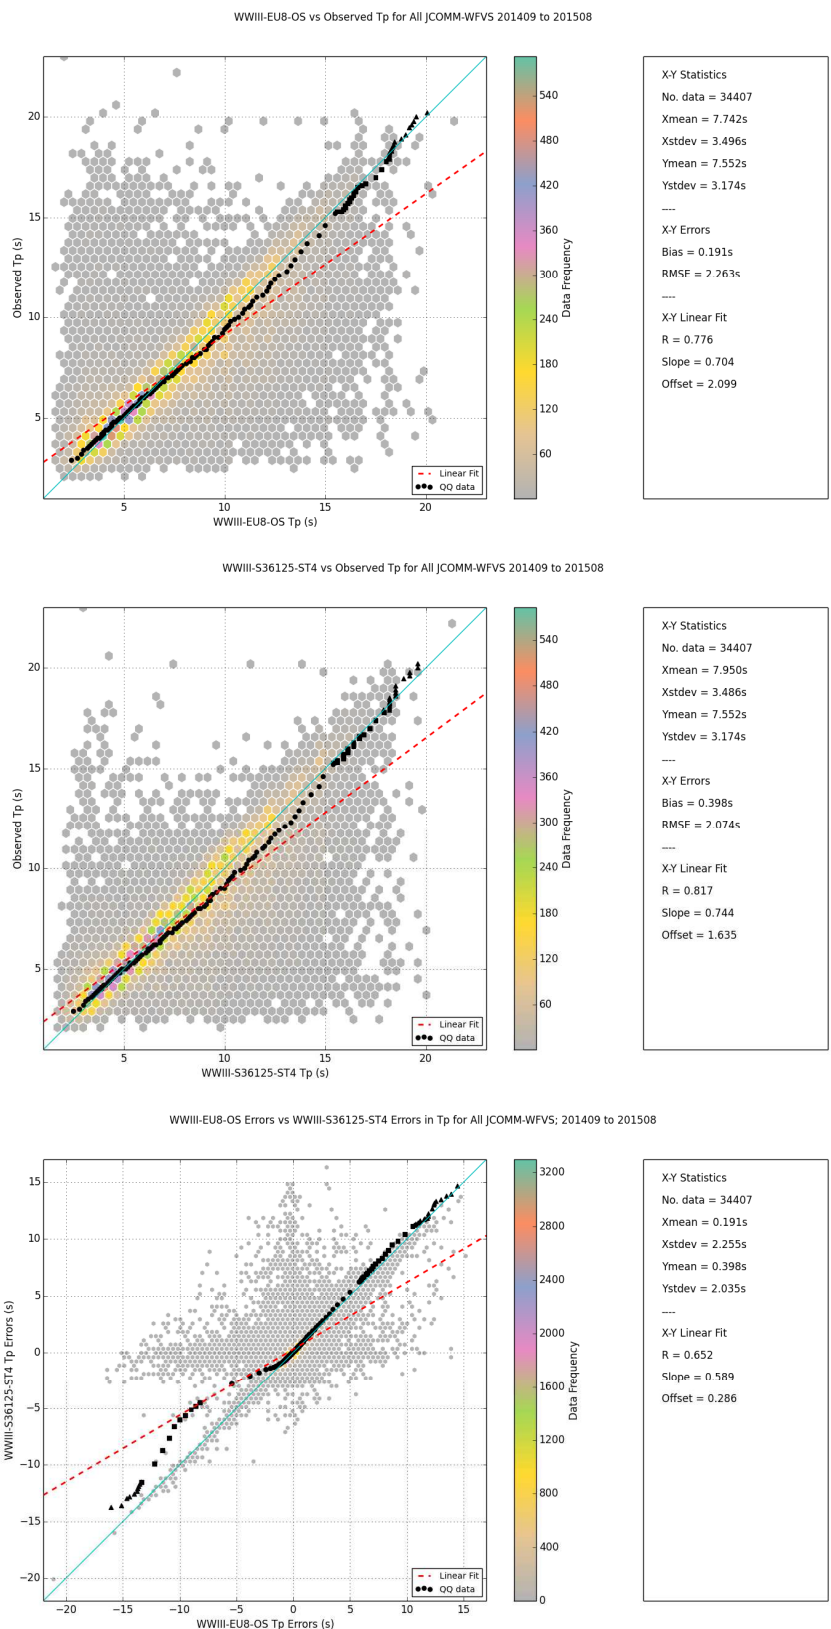 WWIII-EU8-OS vs Observed Tp for All JCOMM-WFVS 201409 to 201508
20
15
10
5
Observed Tp (s)
5
10
15
20
WWIII-EU8-OS Tp (s)
Linear Fit
QQ data
540
480
420
360
300
240
180
120
60
Data Frequency
X-Y Statistics
No. data = 34407
Xmean = 7.742s
Xstdev = 3.496s
Ymean = 7.552s
Ystdev = 3.174s
----
X-Y Errors
Bias = 0.191s
RMSE = 2.263s
----
X-Y Linear Fit
R = 0.776
Slope = 0.704
Offset = 2.099
WWIII-S36125-ST4 vs Observed Tp for All JCOMM-WFVS 201409 to 201508
20
15
10
5
Observed Tp (s)
5
10
15
20
WWIII-S36125-ST4 Tp (s)
Linear Fit
QQ data
540
480
420
360
300
240
180
120
60
Data Frequency
X-Y Statistics
No. data = 34407
Xmean = 7.950s
Xstdev = 3.486s
Ymean = 7.552s
Ystdev = 3.174s
----
X-Y Errors
Bias = 0.398s
RMSE = 2.074s
----
X-Y Linear Fit
R = 0.817
Slope = 0.744
Offset = 1.635
WWIII-EU8-OS Errors vs WWIII-S36125-ST4 Errors in Tp for All JCOMM-WFVS; 201409 to 201508
15
10
5
0
−5
−10
−15
−20
WWIII-S36125-ST4 Tp Errors (s)
−20
−15
−10
−5
0
5
10
15
WWIII-EU8-OS Tp Errors (s)
Linear Fit
QQ data
3200
2800
2400
2000
1600
1200
800
400
0
Data Frequency
X-Y Statistics
No. data = 34407
Xmean = 0.191s
Xstdev = 2.255s
Ymean = 0.398s
Ystdev = 2.035s
----
X-Y Linear Fit
R = 0.652
Slope = 0.589
Offset = 0.286